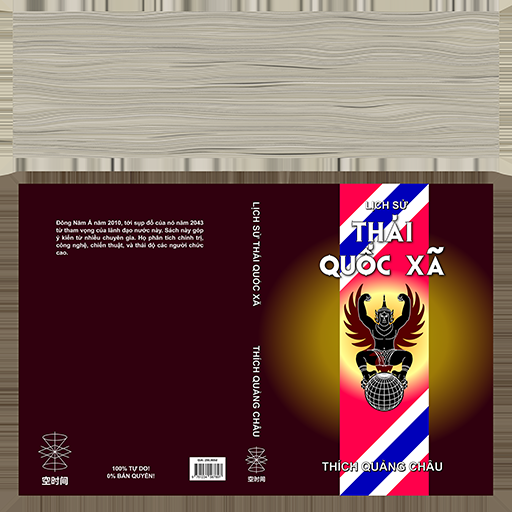 Đông Nam Á năm 2010, tới sụp đổ của nó năm 2043
từ tham vọng của lãnh đạo nước này. Sách này góp
ý kiến từ nhiều chuyên gia. Họ phân tích chính trị,
công nghệ, chiến thuật, và thái độ các người chức
cao.
空时间
100% TỰ DO!
0% BẢN QUYỀN!
LỊCH SỬ THÁI QUỐC XÃ
THÍCH QUẢNG CHÂU
LỊCH SỬ
THÁI
QUỐC XÃ
THÍCH QUẢNG CHÂU
空时间